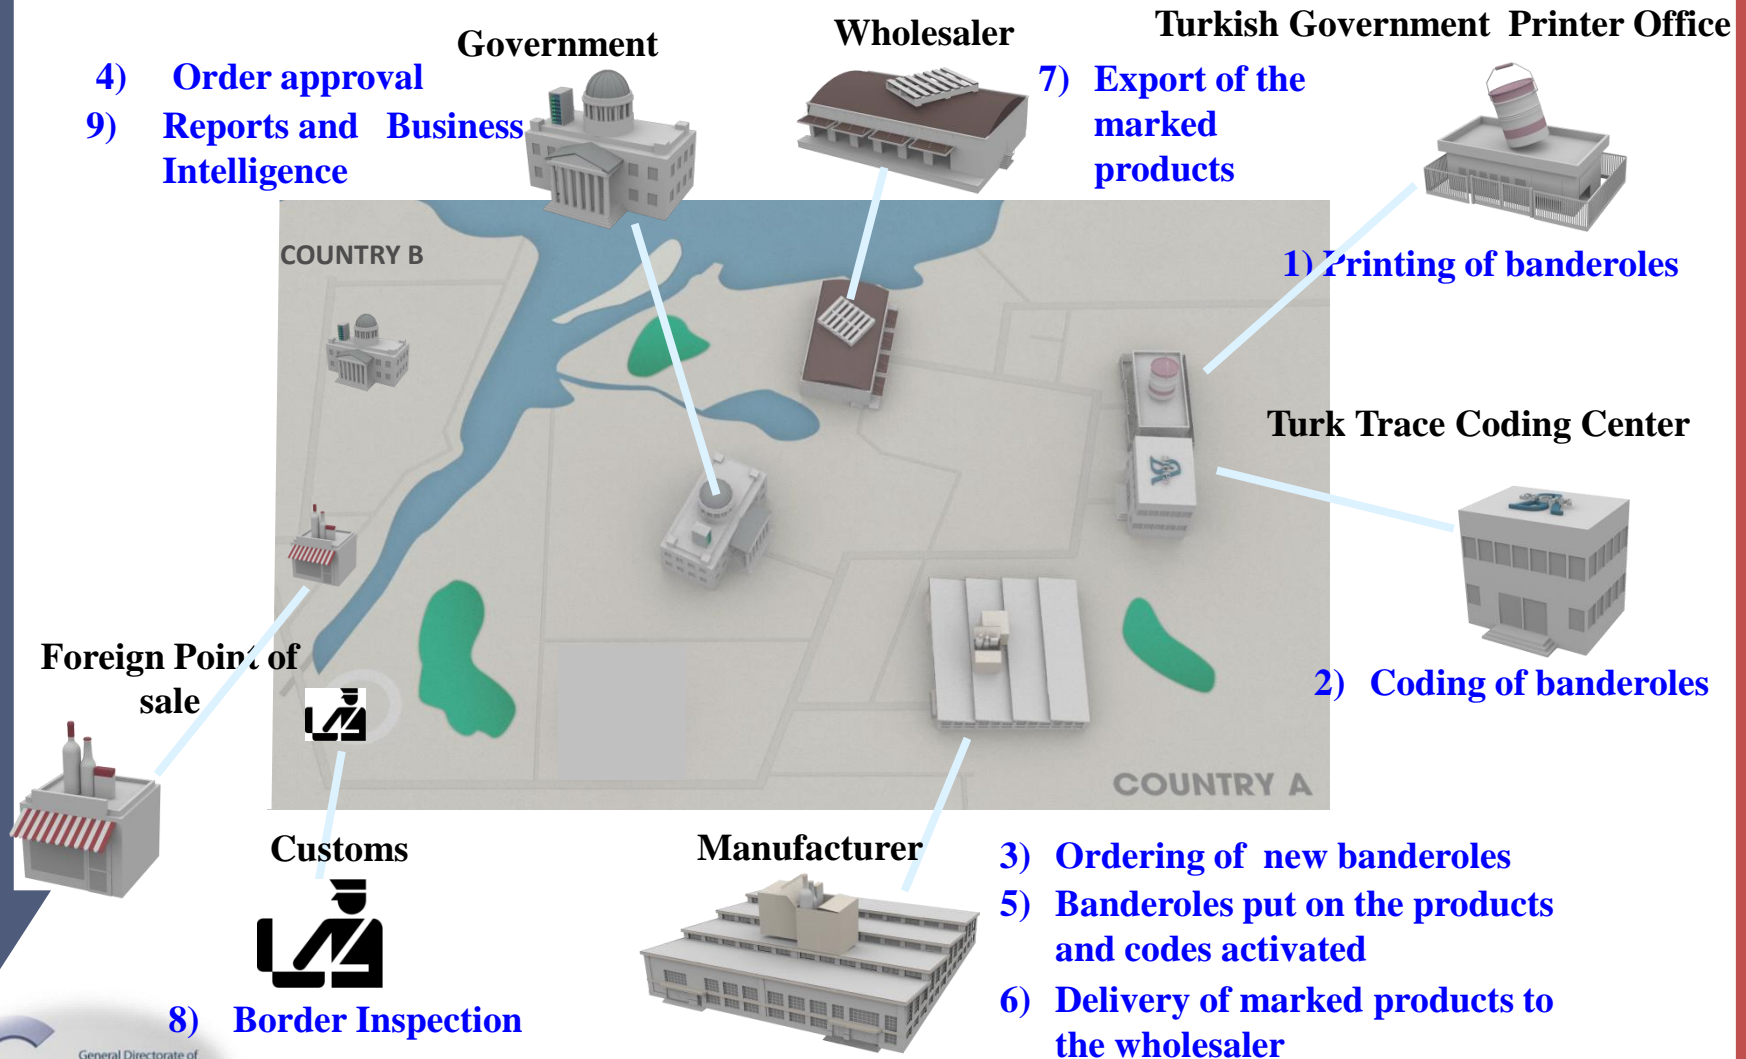 Turkish Government Printer Office
Wholesaler
Government
4) Order approval
9) Reports and Business
Intelligence
7) Export of the
marked
products
COUNTRY B
1) Printing of banderoles
Turk Trace Coding Center
Foreign Point of
sale
2) Coding of banderoles
COUNTRY A
Customs
Manufacturer
3) Ordering of new banderoles
5) Banderoles put on the products
and codes activated
6) Delivery of marked products to
the wholesaler
8) Border Inspection
General Directorate of